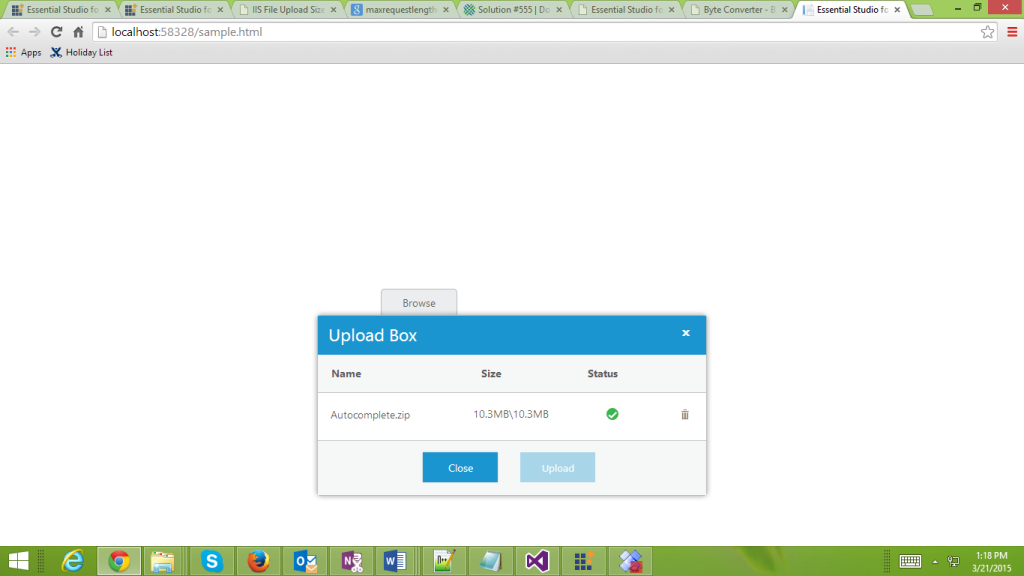 Essential Studio fo
Essential Studio fo
IIS File Upload Size
maxrequestlength
Solution #555 | Do
Essential Studio fo
Byte Converter - B
Essential Studio fo
localhost:58328/sample.html
Apps
Holiday List
Browse
Upload Box
Name Size Status
Autocomplete.zip 10.3MB\10.3MB
Close Upload
1:18 PM
3/21/2015